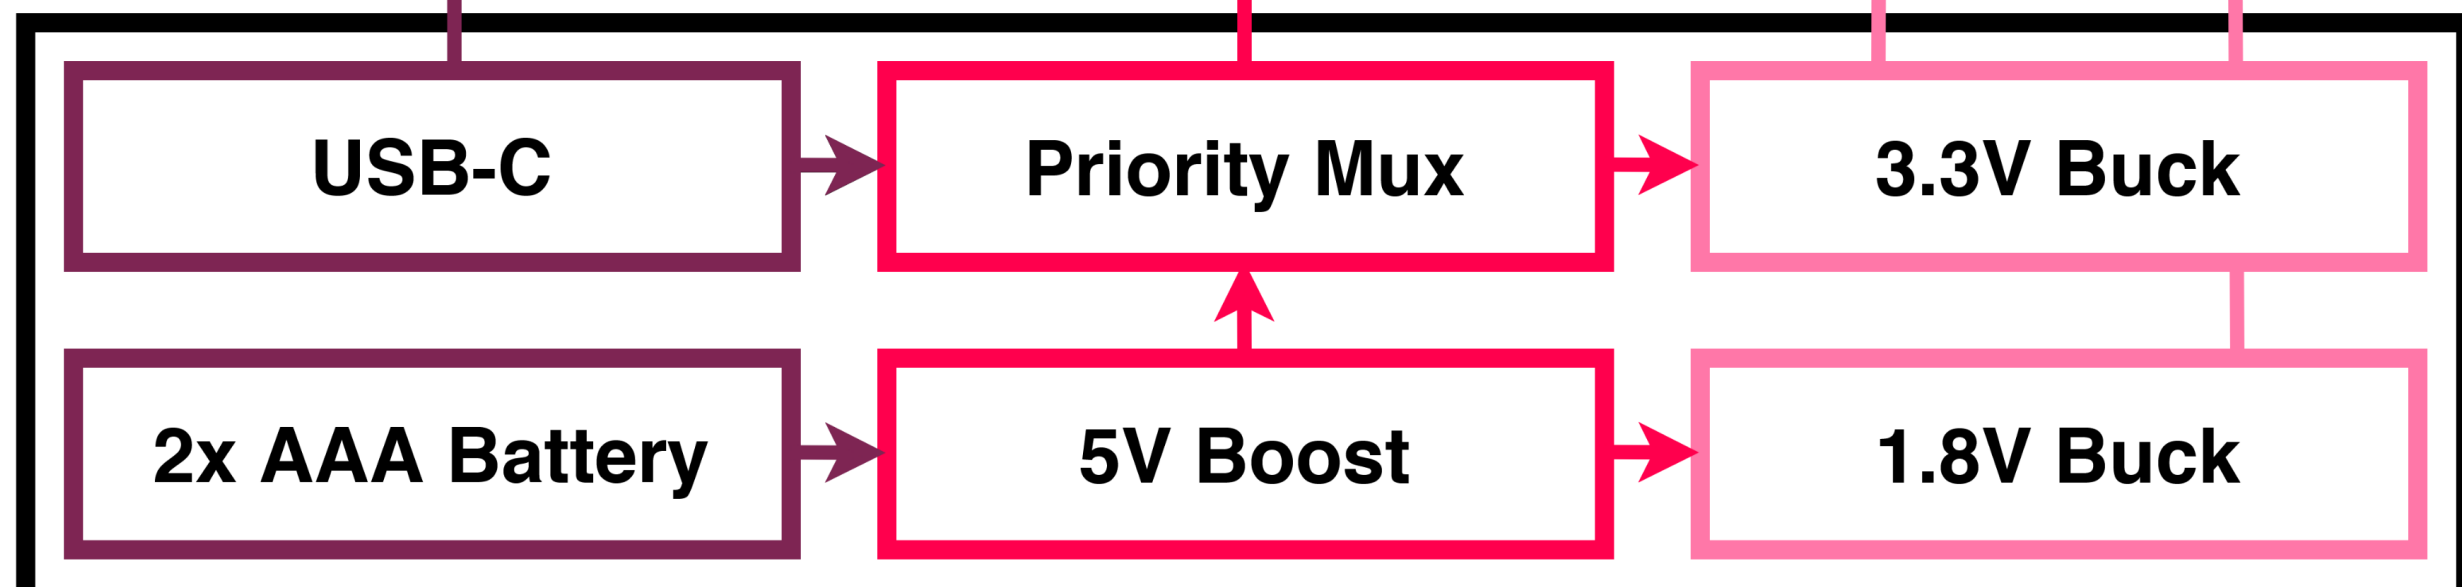 USB-C
Priority Mux
3.3V Buck
2x AAA Battery
5V Boost
1.8V Buck